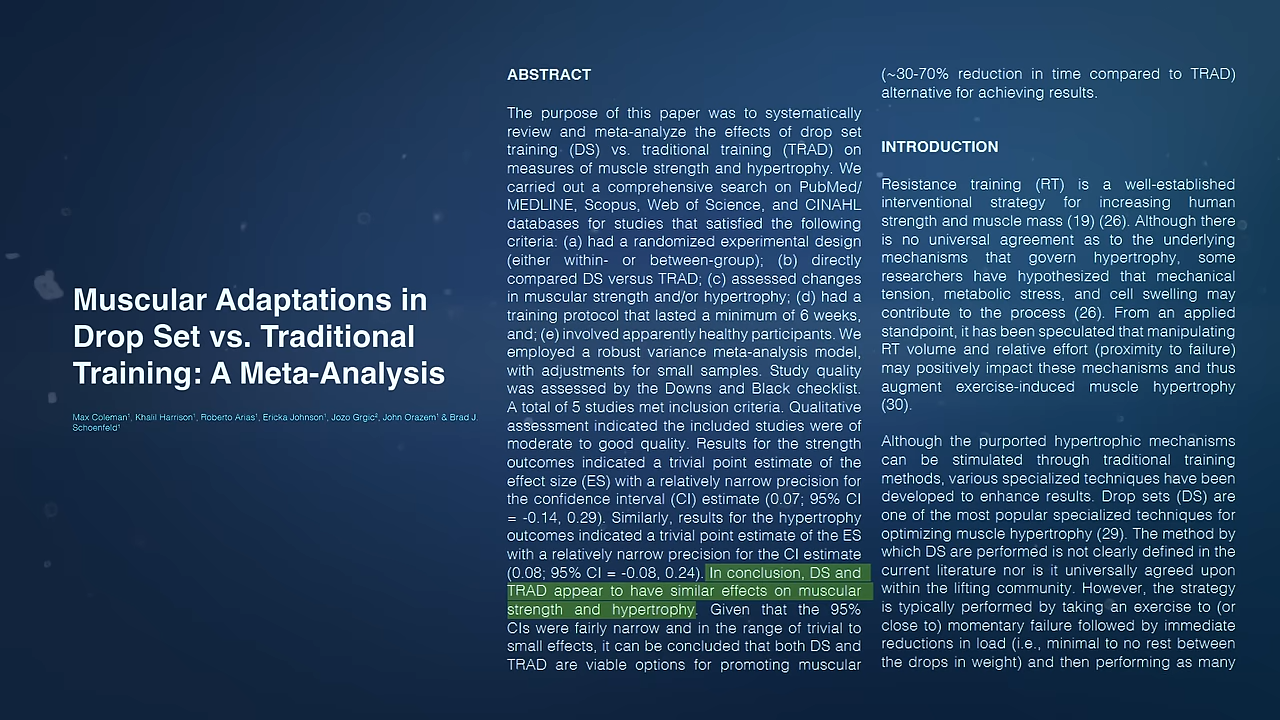 Muscular Adaptations in
Drop Set vs. Traditional
Training: A Meta-Analysis
Max Coleman¹, Khalil Harrison¹, Roberto Arias¹, Ericka Johnson¹, Jozo Grgic², John Orazem¹ & Brad J.
Schoenfeld¹
ABSTRACT
The purpose of this paper was to systematically
review and meta-analyze the effects of drop set
training (DS) vs. traditional training (TRAD) on
measures of muscle strength and hypertrophy. We
carried out a comprehensive search on PubMed/
MEDLINE, Scopus, Web of Science, and CINAHL
databases for studies that satisfied the following
criteria: (a) had a randomized experimental design
(either within- or between-group); (b) directly
compared DS versus TRAD; (c) assessed changes
in muscular strength and/or hypertrophy; (d) had a
training protocol that lasted a minimum of 6 weeks,
and; (e) involved apparently healthy participants. We
employed a robust variance meta-analysis model,
with adjustments for small samples. Study quality
was assessed by the Downs and Black checklist.
A total of 5 studies met inclusion criteria. Qualitative
assessment indicated the included studies were of
moderate to good quality. Results for the strength
outcomes indicated a trivial point estimate of the
effect size (ES) with a relatively narrow precision for
the confidence interval (CI) estimate (0.07; 95% CI
= -0.14, 0.29). Similarly, results for the hypertrophy
outcomes indicated a trivial point estimate of the ES
with a relatively narrow precision for the CI estimate
(0.08; 95% CI = -0.08, 0.24). In conclusion, DS and
TRAD appear to have similar effects on muscular
strength and hypertrophy. Given that the 95%
CIs were fairly narrow and in the range of trivial to
small effects, it can be concluded that both DS and
TRAD are viable options for promoting muscular
(~30-70% reduction in time compared to TRAD)
alternative for achieving results.
INTRODUCTION
Resistance training (RT) is a well-established
interventional strategy for increasing human
strength and muscle mass (19) (26). Although there
is no universal agreement as to the underlying
mechanisms that govern hypertrophy, some
researchers have hypothesized that mechanical
tension, metabolic stress, and cell swelling may
contribute to the process (26). From an applied
standpoint, it has been speculated that manipulating
RT volume and relative effort (proximity to failure)
may positively impact these mechanisms and thus
augment exercise-induced muscle hypertrophy
(30).
Although the purported hypertrophic mechanisms
can be stimulated through traditional training
methods, various specialized techniques have been
developed to enhance results. Drop sets (DS) are
one of the most popular specialized techniques for
optimizing muscle hypertrophy (29). The method by
which DS are performed is not clearly defined in the
current literature nor is it universally agreed upon
within the lifting community. However, the strategy
is typically performed by taking an exercise to (or
close to) momentary failure followed by immediate
reductions in load (i.e., minimal to no rest between
the drops in weight) and then performing as many